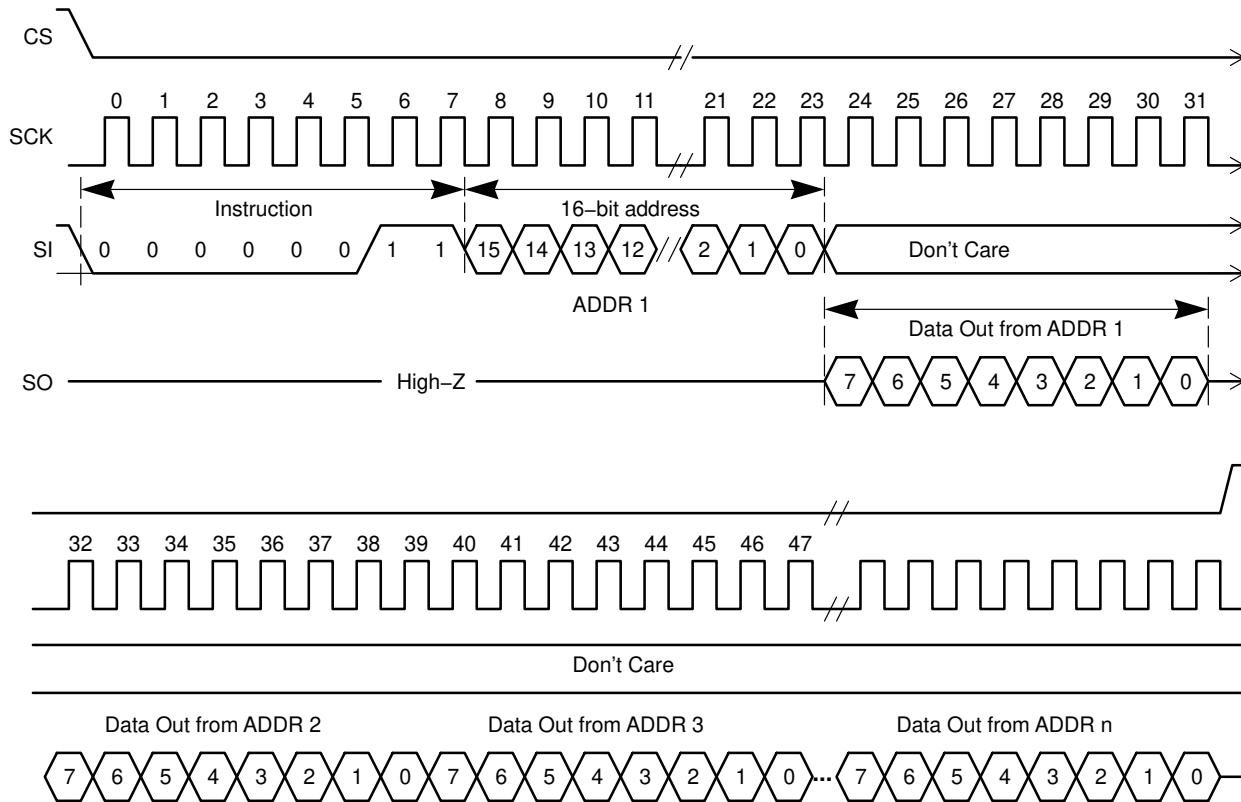 CS
0 1 2 3 4 5 6 7 8 9 10 11 21 22 23 24 25 26 27 28 29 30 31
SCK
Instruction 16−bit address
SI 0 0 0 0 0 0 1 1 15 14 13 12 2 1 0 Don't Care
ADDR 1
Data Out from ADDR 1
SO High−Z 7 6 5 4 3 2 1 0
32 33 34 35 36 37 38 39 40 41 42 43 44 45 46 47
Don't Care
Data Out from ADDR 2 Data Out from ADDR 3 Data Out from ADDR n
7 6 5 4 3 2 1 0 7 6 5 4 3 2 1 0 ... 7 6 5 4 3 2 1 0